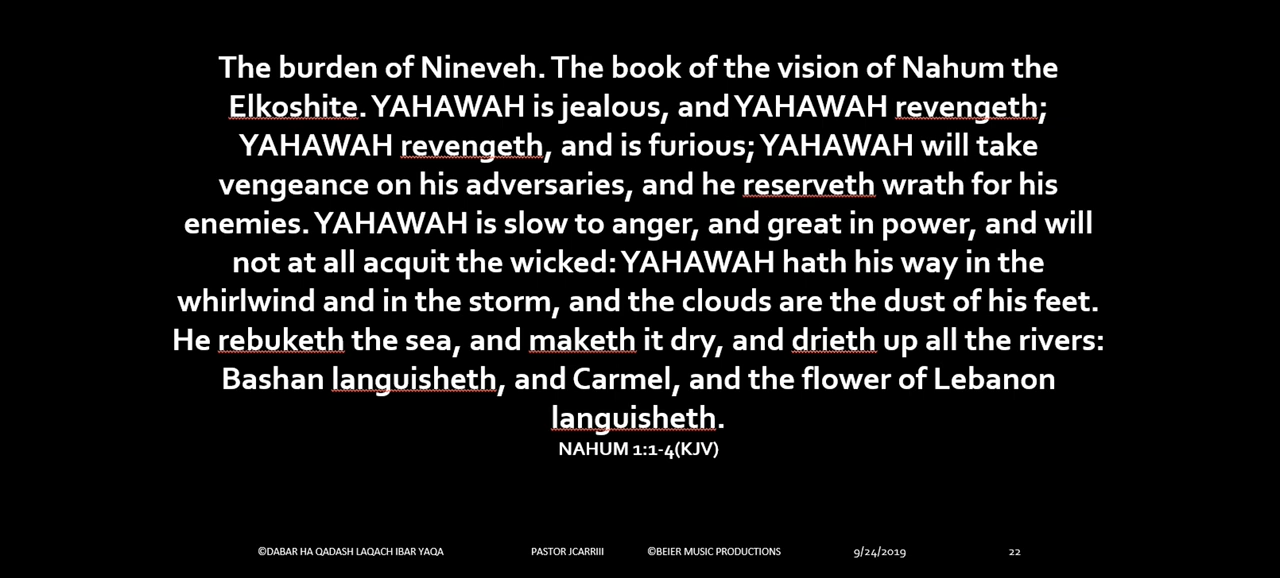 The burden of Nineveh. The book of the vision of Nahum the
Elkoshite. YAHAWAH is jealous, and YAHAWAH revengeth;
YAHAWAH revengeth, and is furious; YAHAWAH will take
vengeance on his adversaries, and he reserveth wrath for his
enemies. YAHAWAH is slow to anger, and great in power, and will
not at all acquit the wicked: YAHAWAH hath his way in the
whirlwind and in the storm, and the clouds are the dust of his feet.
He rebuketh the sea, and maketh it dry, and drieth up all the rivers:
Bashan languisheth, and Carmel, and the flower of Lebanon
languisheth.
NAHUM 1:1-4(KJV)
©DABAR HA QADASH LAQACH IBAR YAQA PASTOR JCARRIII ©BEIER MUSIC PRODUCTIONS 9/24/2019 22